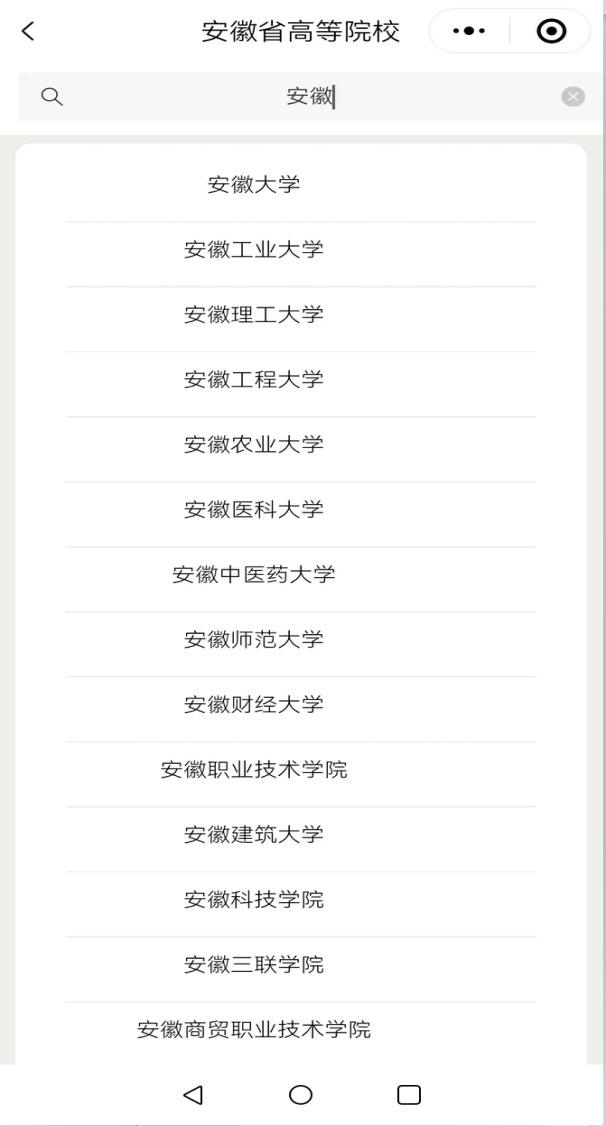 安徽省高等院校
安徽
安徽大学
安徽工业大学
安徽理工大学
安徽工程大学
安徽农业大学
安徽医科大学
安徽中医药大学
安徽师范大学
安徽财经大学
安徽职业技术学院
安徽建筑大学
安徽科技学院
安徽三联学院
安徽商贸职业技术学院